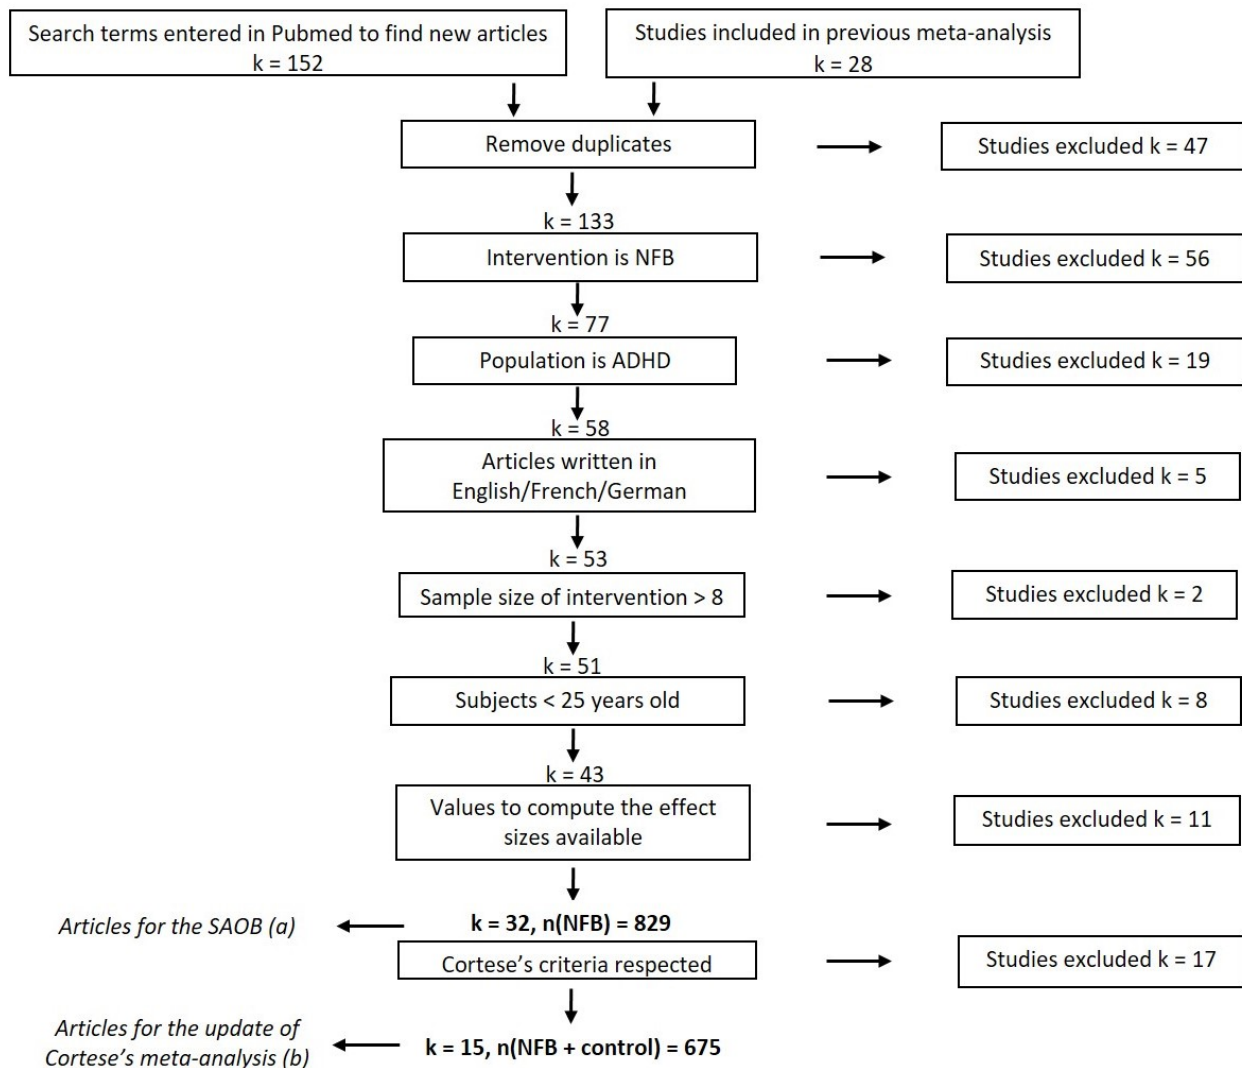 Search terms entered in Pubmed to find new articles
k = 152
Studies included in previous meta-analysis
k = 28
Remove duplicates
Studies excluded k = 47
k = 133
Intervention is NFB
Studies excluded k = 56
k = 77
Population is ADHD
Studies excluded k = 19
k = 58
Articles written in
English/French/German
Studies excluded k = 5
k = 53
Sample size of intervention > 8
Studies excluded k = 2
k = 51
Subjects < 25 years old
Studies excluded k = 8
k = 43
Values to compute the effect
sizes available
Studies excluded k = 11
Articles for the SAOB (a)
k = 32, n(NFB) = 829
Cortese’s criteria respected
Studies excluded k = 17
Articles for the update of
Cortese’s meta-analysis (b)
k = 15, n(NFB + control) = 675